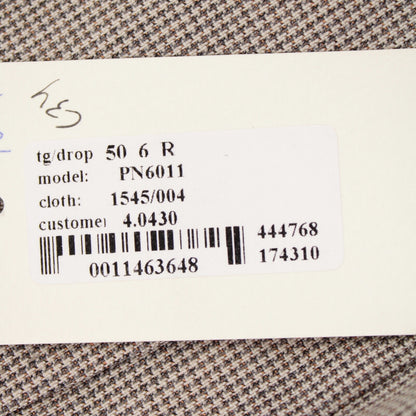 tg/drop 50 6 R
model: PN6011
cloth: 1545/004
custome 4.0430
444768
0011463648 174310